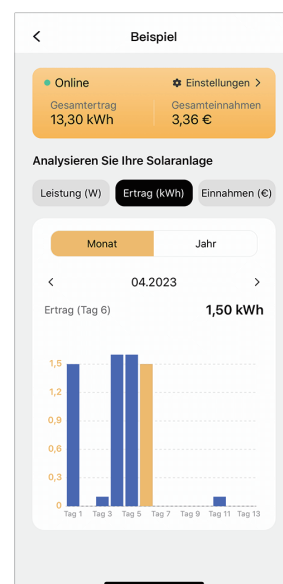 Beispiel
Online
Einstellungen >
Gesamtertrag
Gesamteinnahmen
13,30 kWh
3,36 €
Analysieren Sie Ihre Solaranlage
Leistung (W)
Ertrag (kWh)
Einnahmen (€)
Monat
Jahr
04.2023
Ertrag (Tag 6)
1,50 kWh
1,5
1,2
0,9
0,6
0,3
0
Tag 1 Tag 3 Tag 5 Tag 7 Tag 9 Tag 11 Tag 13